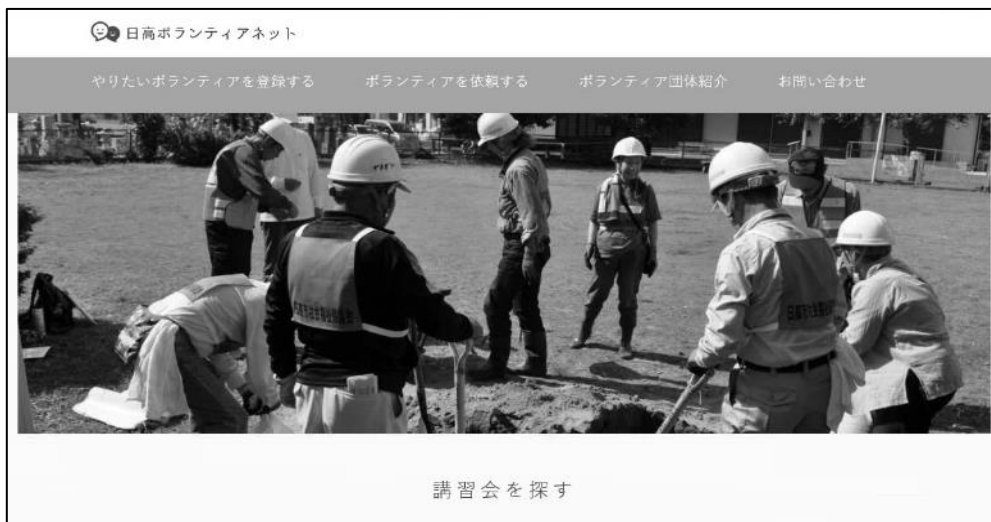 日高ボランティアネット
やりたいボランティアを登録する ボランティアを依頼する ボランティア団体紹介 お問い合わせ
講習会を探す